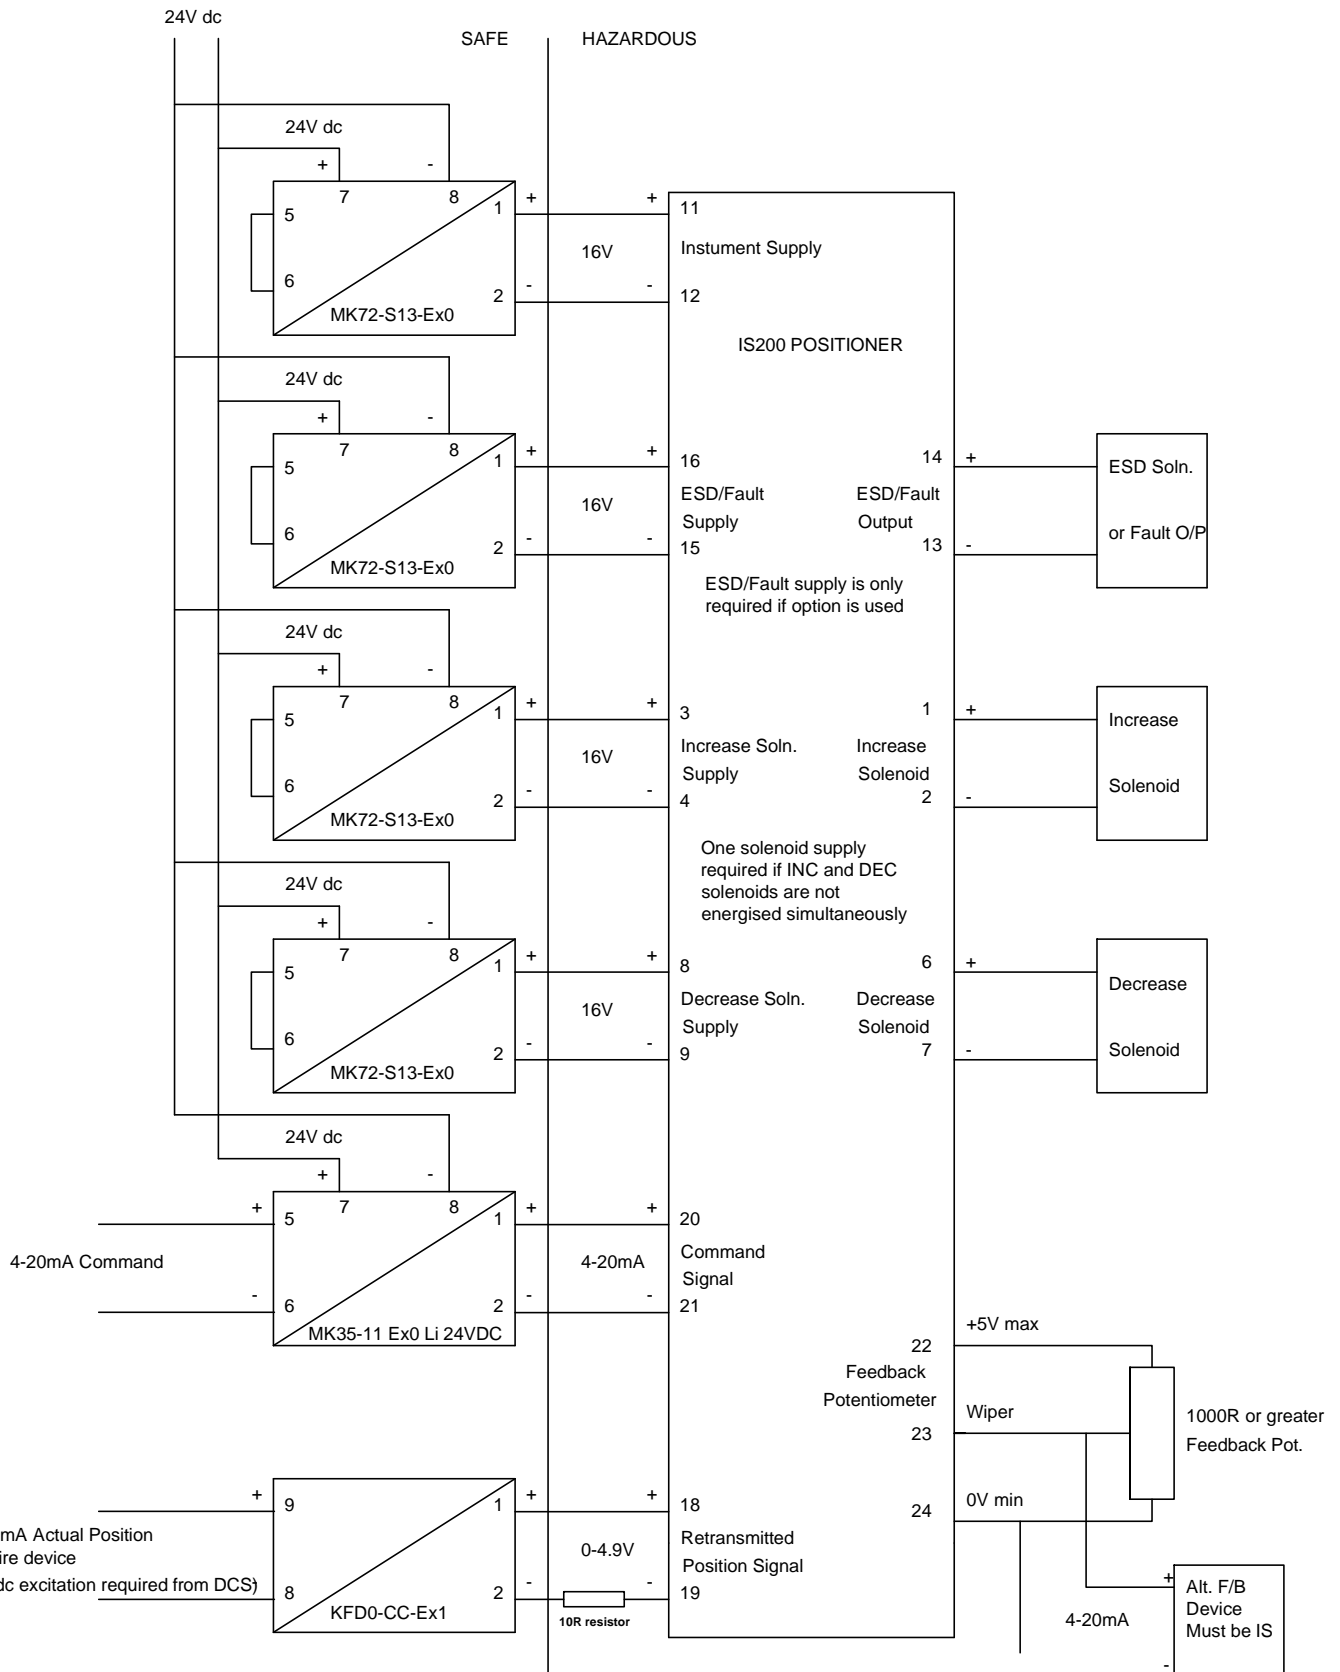 24V dc
SAFE
HAZARDOUS
24V dc
+ -
7 8
5 1 + +
11
16V
Instument Supply
6 2 - -
12
MK72-S13-Ex0
IS200 POSITIONER
24V dc
+ -
7 8
5 1 + +
16 14 +
ESD Soln.
16V
ESD/Fault
Supply
ESD/Fault
Output
or Fault O/P
6 2 - -
15 13 -
MK72-S13-Ex0
ESD/Fault supply is only
required if option is used
24V dc
+ -
7 8
5 1 + +
3 1 +
Increase
16V
Increase Soln.
Supply
Increase
Solenoid
Solenoid
6 2 - -
4 2 -
MK72-S13-Ex0
One solenoid supply
required if INC and DEC
solenoids are not
energised simultaneously
24V dc
+ -
7 8
5 1 + +
8 6 +
Decrease
16V
Decrease Soln.
Supply
Decrease
Solenoid
Solenoid
6 2 - -
9 7 -
MK72-S13-Ex0
24V dc
+ -
7 8
+ 5 1 + +
20
4-20mA Command
4-20mA
Command
Signal
- 6 2 - -
21
MK35-11 Ex0 Li 24VDC
+5V max
22
Feedback
Potentiometer
Wiper
23
1000R or greater
Feedback Pot.
0V min
24
+ 9 1 + +
18
mA Actual Position
ire device
dc excitation required from DCS)
0-4.9V
Retransmitted
Position Signal
- 8 2 - -
19
KFD0-CC-Ex1
10R resistor
4-20mA
+
Alt. F/B
Device
Must be IS
-